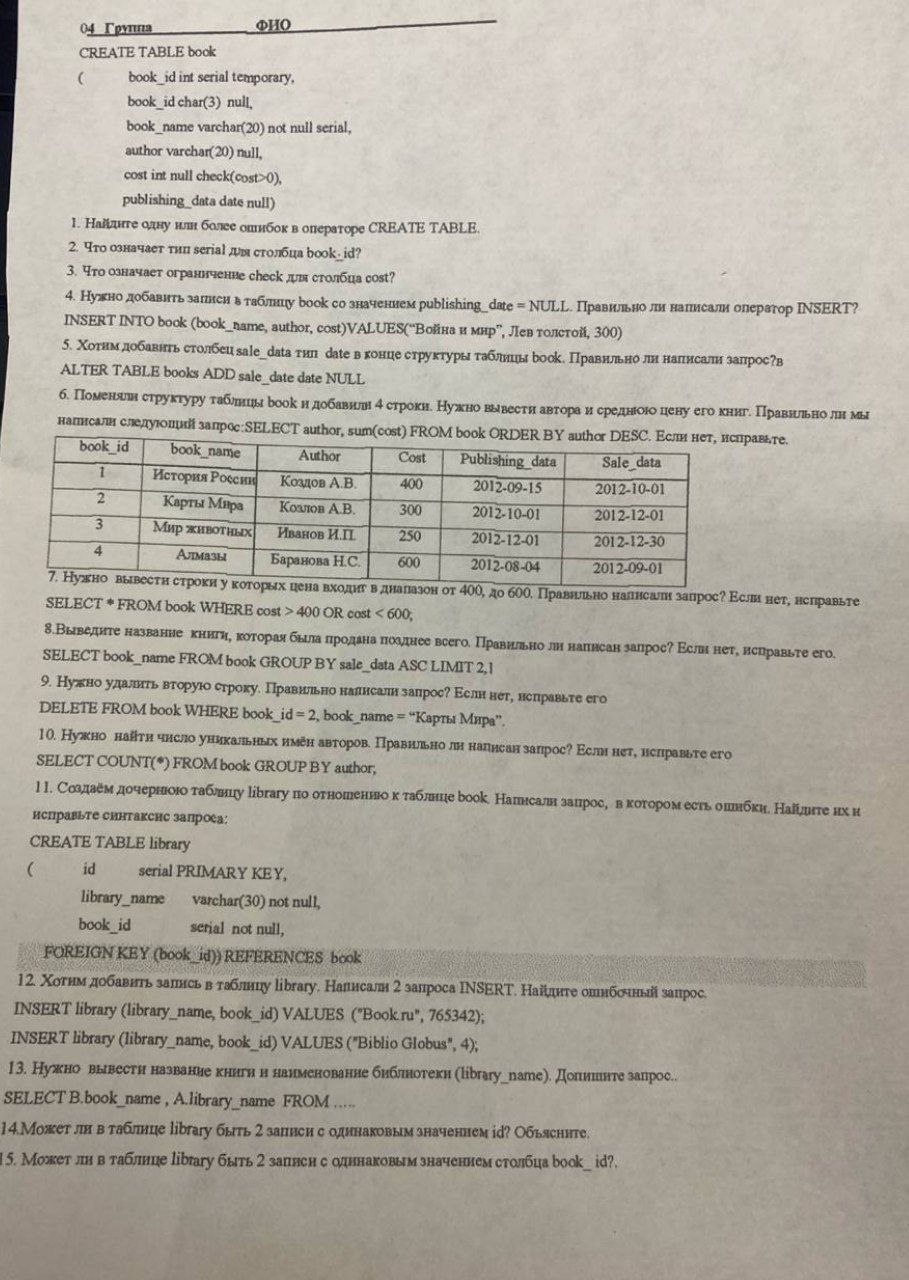 04 Группа ФИО
CREATE TABLE book
( book_id int serial temporary,
book_id char(3) null,
book_name varchar(20) not null serial,
author varchar(20) null,
cost int null check(cost>0),
publishing_data date null)
1. Найдите одну или более ошибок в операторе CREATE TABLE.
2. Что означает тип serial для столбца book_id?
3. Что означает ограничение check для столбца cost?
4. Нужно добавить записи в таблицу book со значением publishing_date = NULL. Правильно ли написали оператор INSERT?
INSERT INTO book (book_name, author, cost)VALUES(“Война и мир”, Лев толстой, 300)
5. Хотим добавить столбец sale_data тип date в конце структуры таблицы book. Правильно ли написали запрос?в
ALTER TABLE books ADD sale_date date NULL
6. Поменяли структуру таблицы book и добавили 4 строки. Нужно вывести автора и среднюю цену его книг. Правильно ли мы
написали следующий запрос:SELECT author, sum(cost) FROM book ORDER BY author DESC. Если нет, исправьте.
book_id book_name Author Cost Publishing_data Sale_data
1 История России Коздов А.В. 400 2012-09-15 2012-10-01
2 Карты Мира Козлов А.В. 300 2012-10-01 2012-12-01
3 Мир животных Иванов И.П. 250 2012-12-01 2012-12-30
4 Алмазы Баранова Н.С. 600 2012-08-04 2012-09-01
7. Нужно вывести строки у которых цена входит в диапазон от 400, до 600. Правильно написали запрос? Если нет, исправьте
SELECT * FROM book WHERE cost > 400 OR cost < 600;
8.Выведите название книги, которая была продана позднее всего. Правильно ли написан запрос? Если нет, исправьте его.
SELECT book_name FROM book GROUP BY sale_data ASC LIMIT 2,1
9. Нужно удалить вторую строку. Правильно написали запрос? Если нет, исправьте его
DELETE FROM book WHERE book_id = 2, book_name = “Карты Мира”.
10. Нужно найти число уникальных имён авторов. Правильно ли написан запрос? Если нет, исправьте его
SELECT COUNT(*) FROM book GROUP BY author;
11. Создаём дочернюю таблицу library по отношению к таблице book. Написали запрос, в котором есть ошибки. Найдите их и
исправьте синтаксис запроса:
CREATE TABLE library
( id serial PRIMARY KEY,
library_name varchar(30) not null,
book_id serial not null,
FOREIGN KEY (book_id)) REFERENCES book
12. Хотим добавить запись в таблицу library. Написали 2 запроса INSERT. Найдите ошибочный запрос.
INSERT library (library_name, book_id) VALUES ("Book.ru", 765342);
INSERT library (library_name, book_id) VALUES ("Biblio Globus", 4);
13. Нужно вывести название книги и наименование библиотеки (library_name). Допишите запрос..
SELECT B.book_name , A.library_name FROM .....
14.Может ли в таблице library быть 2 записи с одинаковым значением id? Объясните.
15. Может ли в таблице library быть 2 записи с одинаковым значением столбца book_ id?.